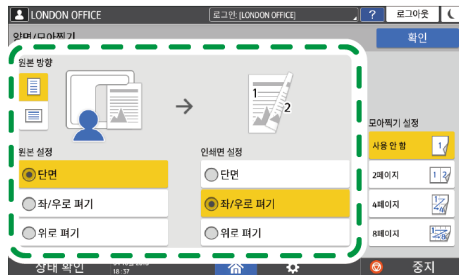 LONDON OFFICE
로그인: [LONDON OFFICE]
?
로그아웃
양면/모아찍기
확인
원본 방향
1
2
모아찍기 설정
원본 설정
인쇄면 설정
사용 안 함
단면
단면
2페이지
좌/우로 펴기
좌/우로 펴기
4페이지
위로 펴기
위로 펴기
8페이지
상태 확인
18:37
중지